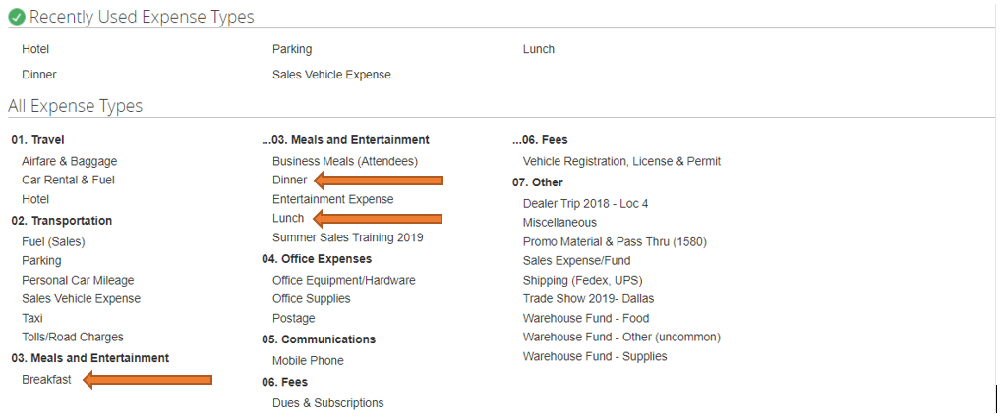 Recently Used Expense Types
Hotel
Parking
Lunch
Dinner
Sales Vehicle Expense
All Expense Types
01. Travel
Airfare & Baggage
Car Rental & Fuel
Hotel
02. Transportation
Fuel (Sales)
Parking
Personal Car Mileage
Sales Vehicle Expense
Taxi
Tolls/Road Charges
03. Meals and Entertainment
Breakfast
...03. Meals and Entertainment
Business Meals (Attendees)
Dinner
Entertainment Expense
Lunch
Summer Sales Training 2019
04. Office Expenses
Office Equipment/Hardware
Office Supplies
Postage
05. Communications
Mobile Phone
06. Fees
Dues & Subscriptions
...06. Fees
Vehicle Registration, License & Permit
07. Other
Dealer Trip 2018 - Loc 4
Miscellaneous
Promo Material & Pass Thru (1580)
Sales Expense/Fund
Shipping (Fedex, UPS)
Trade Show 2019- Dallas
Warehouse Fund - Food
Warehouse Fund - Other (uncommon)
Warehouse Fund - Supplies